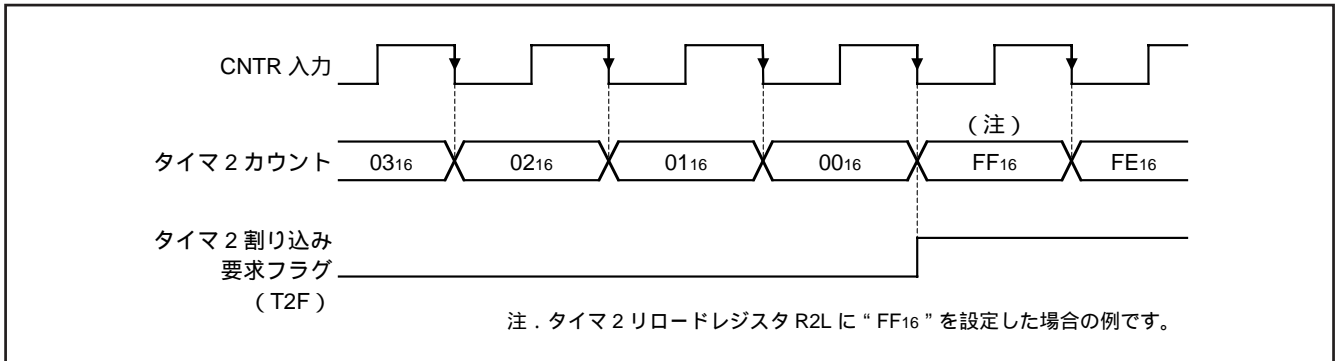 CNTR 入力
(注)
タイマ2カウント 0316 0216 0116 0016 FF16 FE16
タイマ2割り込み
要求フラグ
(T2F)
注．タイマ2リロードレジスタ R2L に “ FF16 ” を設定した場合の例です。